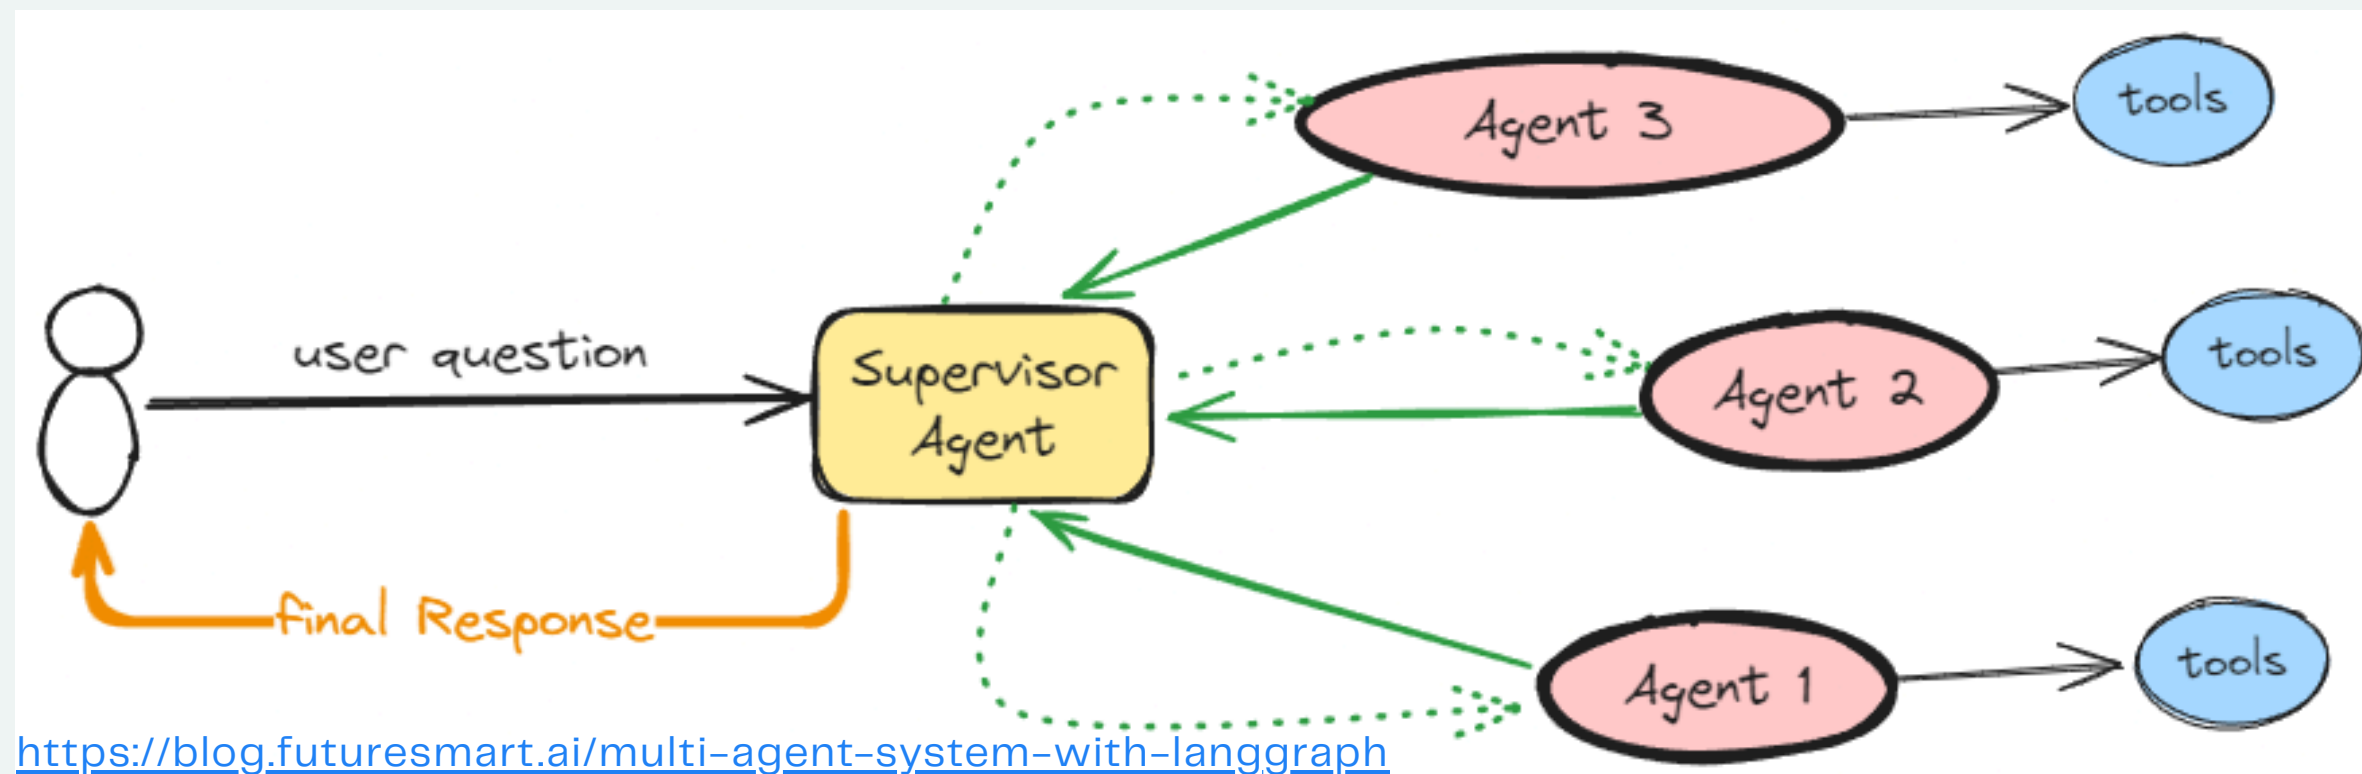 Agent 3
tools
user question
Supervisor
Agent
Agent 2
tools
final Response
Agent 1
tools
https://blog.futuresmart.ai/multi-agent-system-with-langgraph